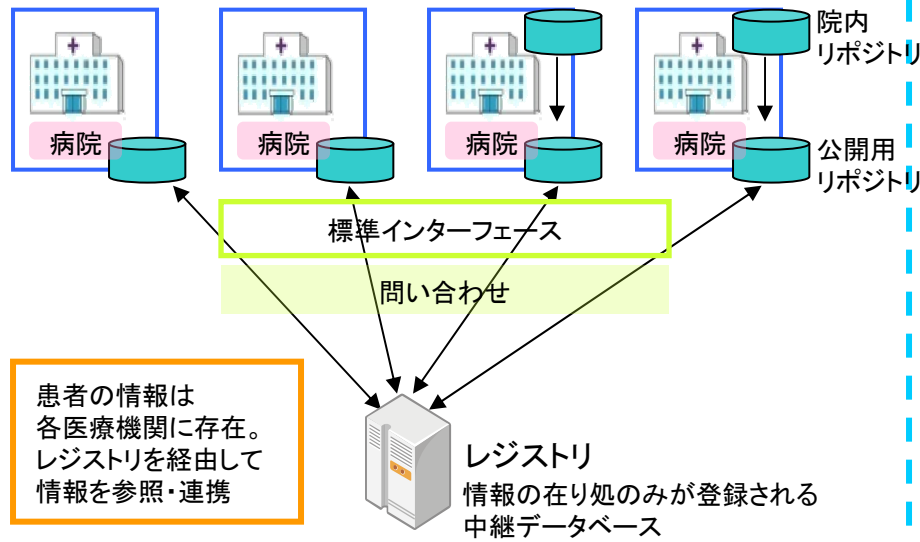 院内
リポジトリ
病院
病院
病院
病院
公開用
リポジトリ
標準インターフェース
問い合わせ
患者の情報は
各医療機関に存在。
レジストリを経由して
情報を参照・連携
レジストリ
情報の在り処のみが登録される
中継データベース